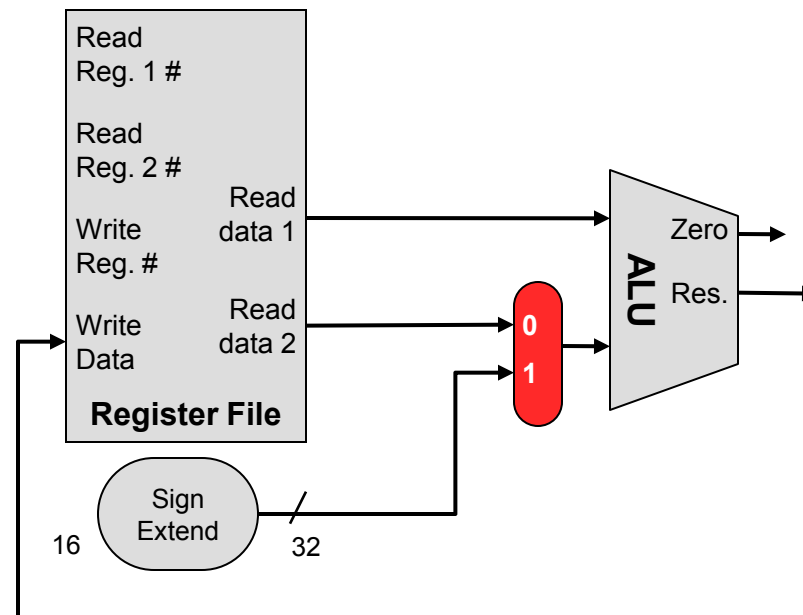 Read
Reg. 1 #
Read
Reg. 2 #
Write
Reg. #
Write
Data
Read
data 1
Read
data 2
Register File
Sign
Extend
16
32
0
1
ALU
Zero
Res.